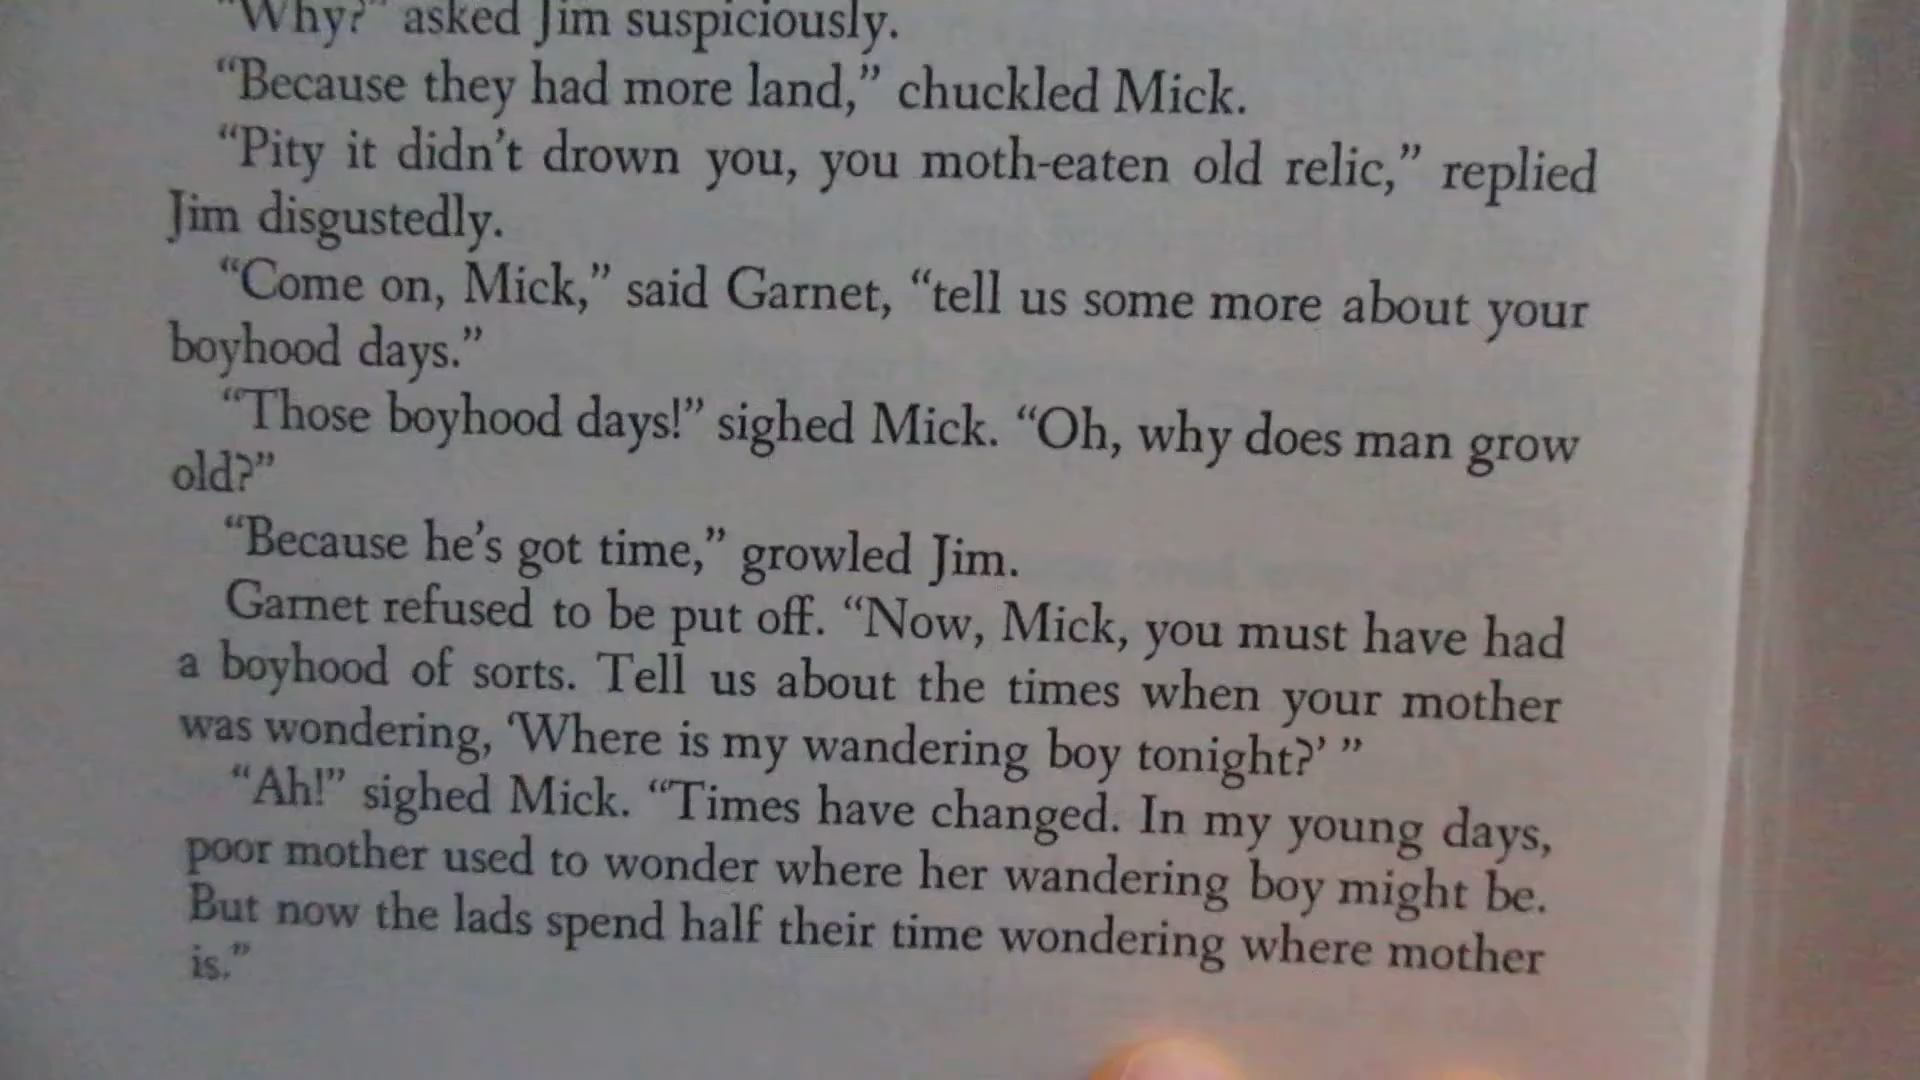 "Why?" asked Jim suspiciously.
"Because they had more land," chuckled Mick.
"Pity it didn't drown you, you moth-eaten old relic," replied
Jim disgustedly.
"Come on, Mick," said Garnet, "tell us some more about your
boyhood days."
"Those boyhood days!" sighed Mick. "Oh, why does man grow
old?"
"Because he's got time," growled Jim.
Garnet refused to be put off. "Now, Mick, you must have had
a boyhood of sorts. Tell us about the times when your mother
was wondering, 'Where is my wandering boy tonight?' "
"Ah!" sighed Mick. "Times have changed. In my young days,
poor mother used to wonder where her wandering boy might be.
But now the lads spend half their time wondering where mother
is."